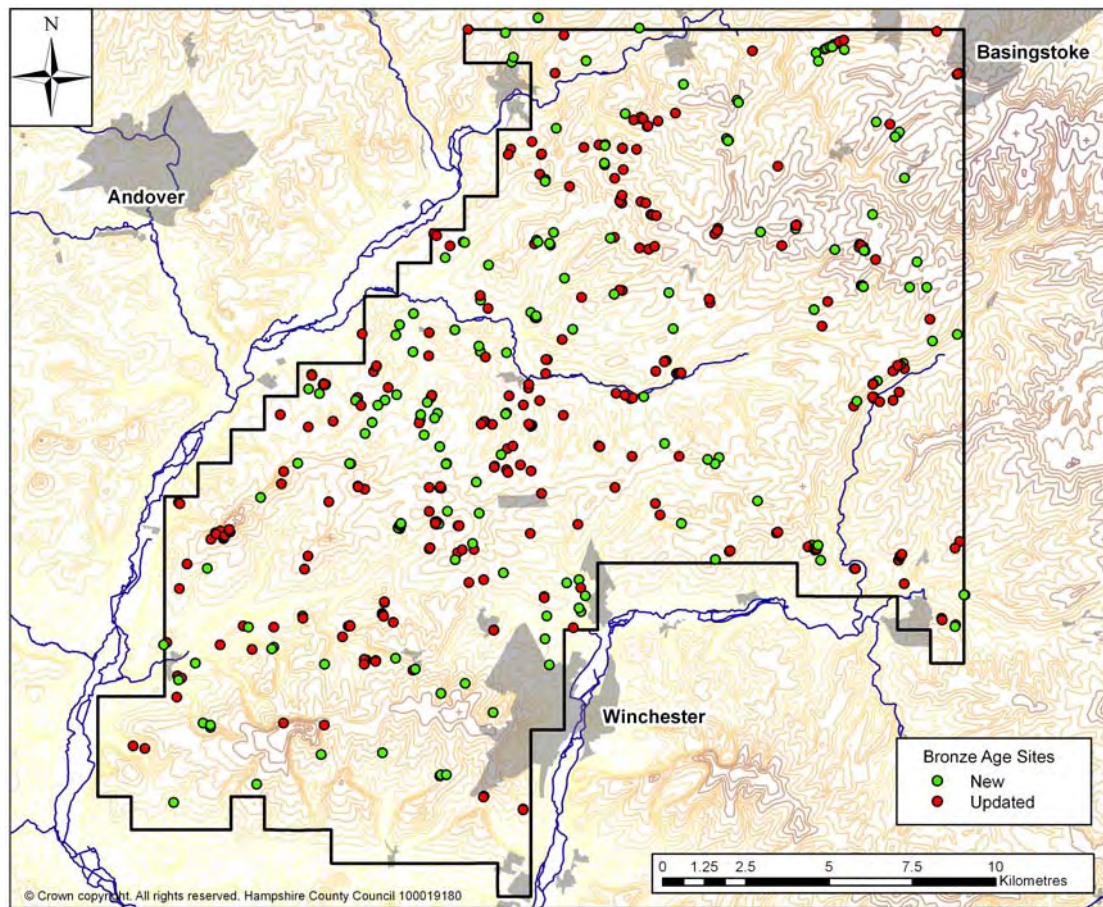 N
Basingstoke
Andover
Winchester
Bronze Age Sites
New
Updated
0 1.25 2.5 5 7.5 10
Kilometres
© Crown copyright. All rights reserved. Hampshire County Council 100019180